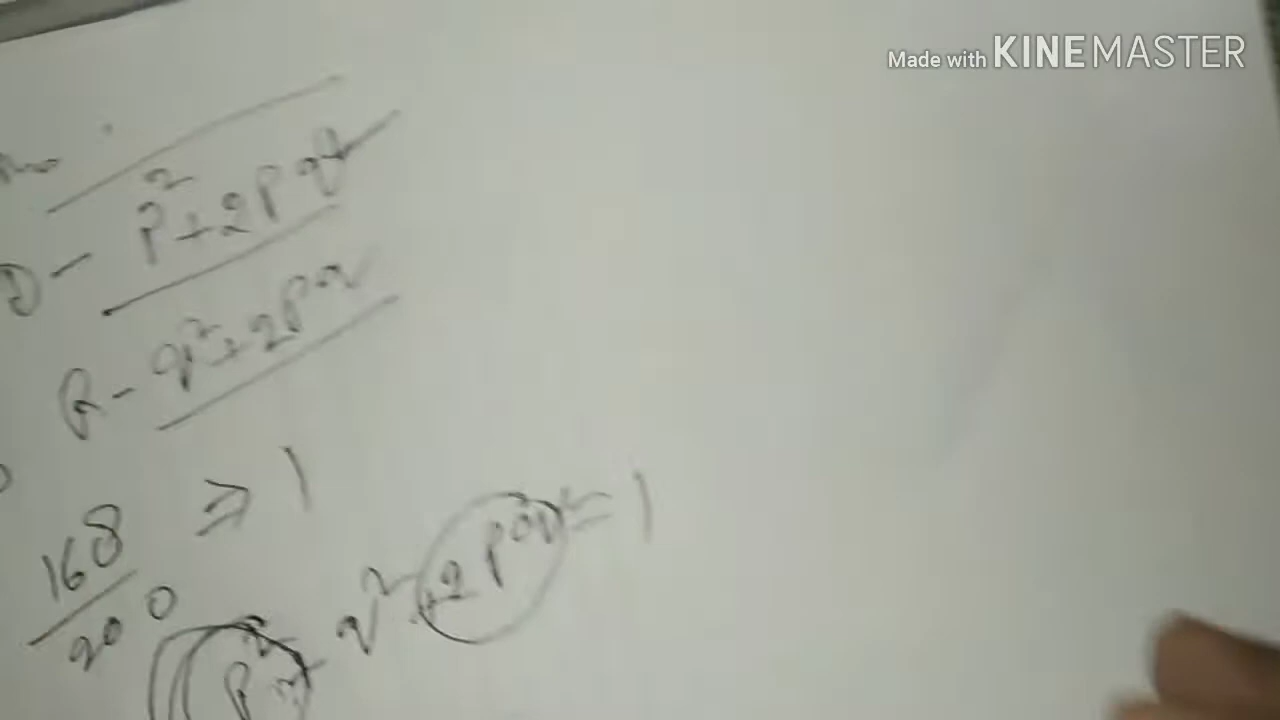 Made with KINEMASTER
D - p² + 2pq
R - q² + 2pq
168/200 ⇒ 1
p² + q² + 2pq = 1